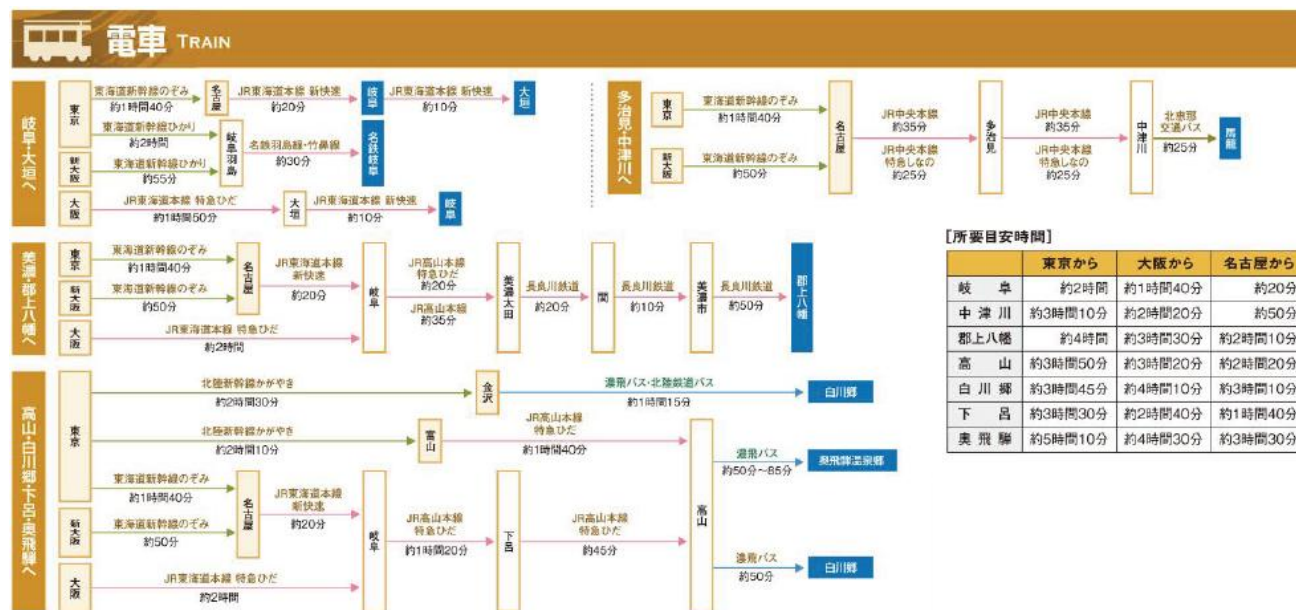 電車 TRAIN
岐阜・大垣へ
東京
東海道新幹線のぞみ
約1時間40分
名古屋
JR東海道本線 新快速
約20分
岐阜
JR東海道本線 新快速
約10分
大垣
東海道新幹線ひかり
約2時間
新大阪
東海道新幹線ひかり
約55分
岐阜羽島
名鉄羽島線・竹鼻線
約30分
名鉄岐阜
大阪
JR東海道本線 特急ひだ
約1時間50分
大垣
JR東海道本線 新快速
約10分
岐阜
多治見・中津川へ
東京
東海道新幹線のぞみ
約1時間40分
新大阪
東海道新幹線のぞみ
約50分
名古屋
JR中央本線
約35分
JR中央本線
特急しなの
約25分
多治見
JR中央本線
約35分
JR中央本線
特急しなの
約25分
中津川
北恵那
交通バス
約25分
馬籠
美濃・郡上八幡へ
東京
東海道新幹線のぞみ
約1時間40分
新大阪
東海道新幹線のぞみ
約50分
名古屋
JR東海道本線
新快速
約20分
大阪
JR東海道本線 特急ひだ
約2時間
岐阜
JR高山本線
特急ひだ
約20分
JR高山本線
約35分
美濃太田
長良川鉄道
約20分
関
長良川鉄道
約10分
美濃市
長良川鉄道
約50分
郡上八幡
高山・白川郷・下呂・奥飛騨へ
東京
北陸新幹線かがやき
約2時間30分
金沢
濃飛バス・北陸鉄道バス
約1時間15分
白川郷
北陸新幹線かがやき
約2時間10分
富山
JR高山本線
特急ひだ
約1時間40分
東海道新幹線のぞみ
約1時間40分
新大阪
東海道新幹線のぞみ
約50分
名古屋
JR東海道本線
新快速
約20分
大阪
JR東海道本線 特急ひだ
約2時間
岐阜
JR高山本線
特急ひだ
約1時間20分
下呂
JR高山本線
特急ひだ
約45分
高山
濃飛バス
約50分～85分
奥飛騨温泉郷
濃飛バス
約50分
白川郷
[所要目安時間]
東京から 大阪から 名古屋から
岐阜 約2時間 約1時間40分 約20分
中津川 約3時間10分 約2時間20分 約50分
郡上八幡 約4時間 約3時間30分 約2時間10分
高山 約3時間50分 約3時間20分 約2時間20分
白川郷 約3時間45分 約4時間10分 約3時間10分
下呂 約3時間30分 約2時間40分 約1時間40分
奥飛騨 約5時間10分 約4時間30分 約3時間30分